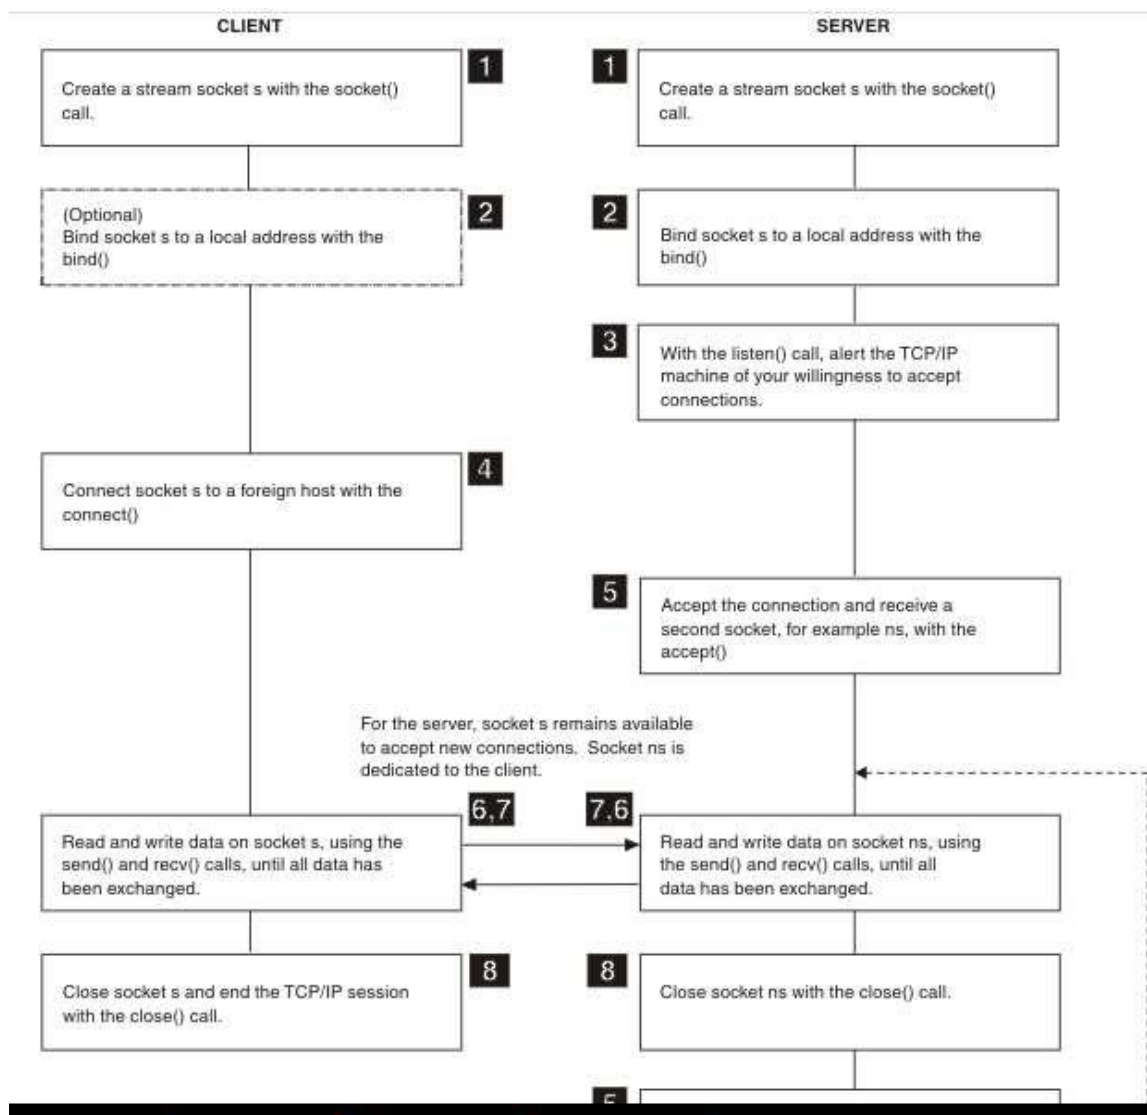 CLIENT
SERVER
1
1
Create a stream socket s with the socket()
call.
Create a stream socket s with the socket()
call.
2
2
(Optional)
Bind socket s to a local address with the
bind()
Bind socket s to a local address with the
bind()
3
With the listen() call, alert the TCP/IP
machine of your willingness to accept
connections.
4
Connect socket s to a foreign host with the
connect()
5
Accept the connection and receive a
second socket, for example ns, with the
accept()
For the server, socket s remains available
to accept new connections. Socket ns is
dedicated to the client.
6,7
7,6
Read and write data on socket s, using the
send() and recv() calls, until all data has
been exchanged.
Read and write data on socket ns, using
the send() and recv() calls, until all
data has been exchanged.
8
8
Close socket s and end the TCP/IP session
with the close() call.
Close socket ns with the close() call.
5